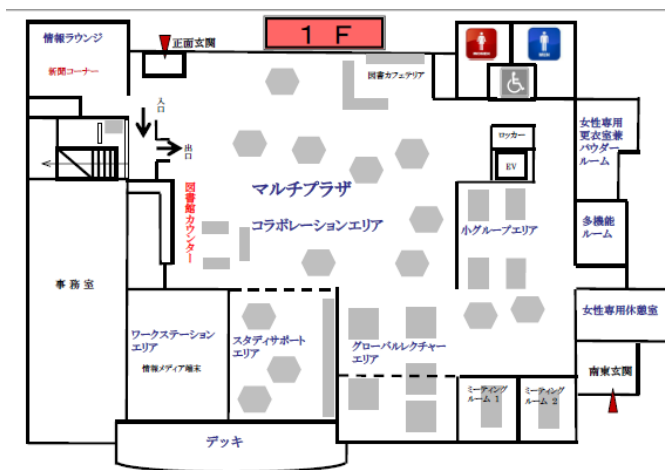 1 F
情報ラウンジ
正面玄関
新聞コーナー
図書カフェテリア
入口
出口
ロッカー
EV
女性専用
更衣室兼
パウダー
ルーム
マルチプラザ
コラボレーションエリア
図書館カウンター
小グループエリア
多機能
ルーム
事務室
ワークステーション
エリア
情報メディア端末
スタディサポート
エリア
グローバルレクチャー
エリア
女性専用休憩室
南東玄関
ミーティング
ルーム 1
ミーティング
ルーム 2
デッキ